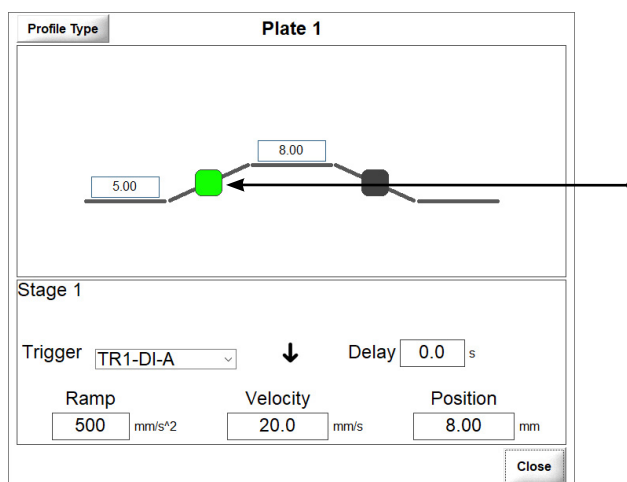 Profile Type
Plate 1
8.00
5.00
Stage 1
Trigger TR1-DI-A Delay 0.0 s
Ramp Velocity Position
500 mm/s^2 20.0 mm/s 8.00 mm
Close